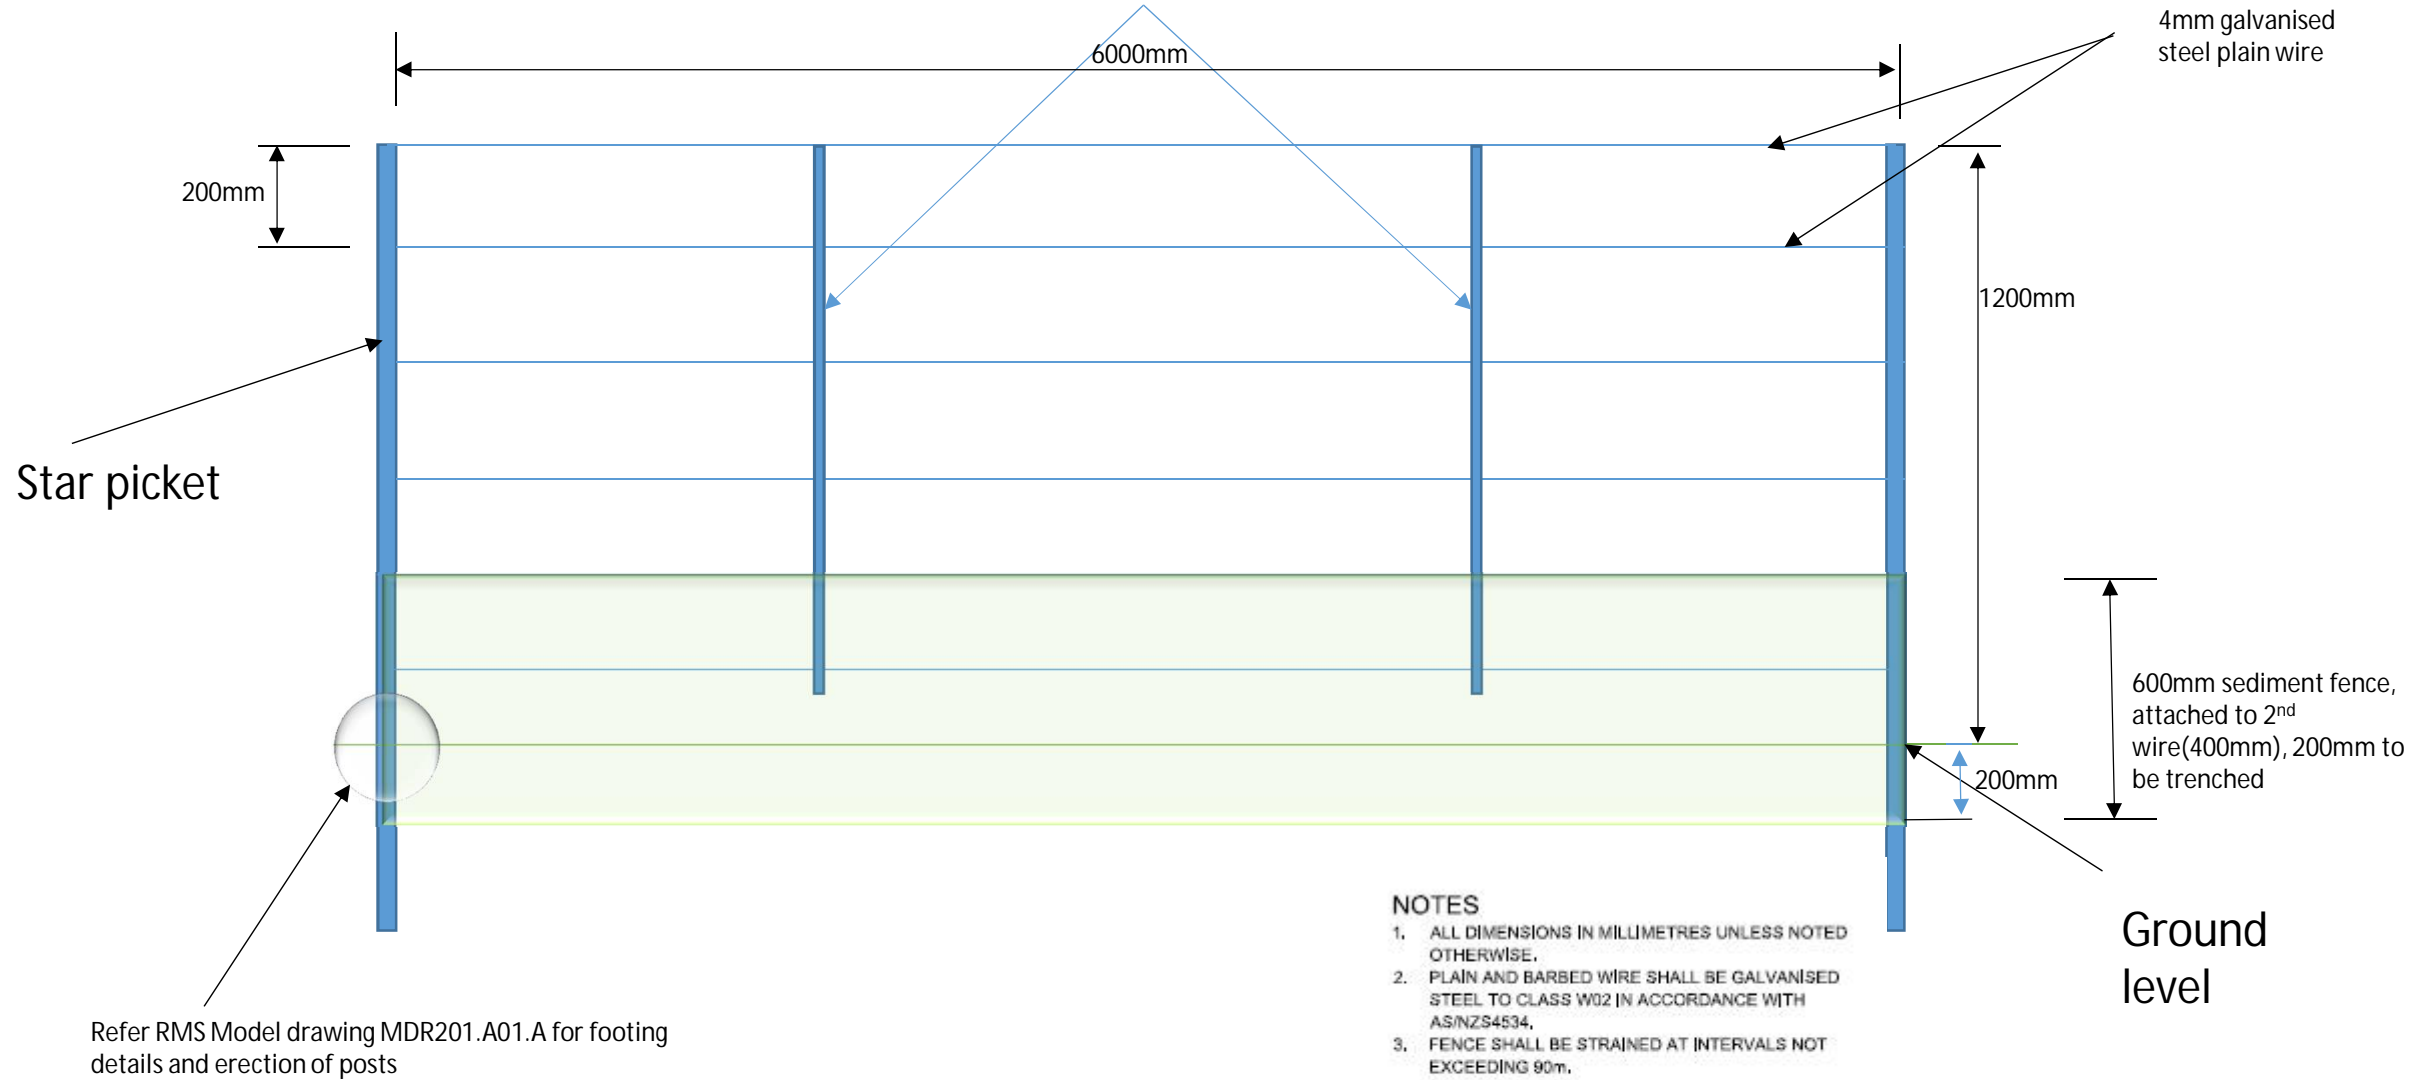 4mm galvanised
steel plain wire
6000mm
200mm
1200mm
Star picket
600mm sediment fence,
attached to 2nd
wire(400mm), 200mm to
be trenched
200mm
Ground
level
NOTES
1. ALL DIMENSIONS IN MILLIMETRES UNLESS NOTED
OTHERWISE.
2. PLAIN AND BARBED WIRE SHALL BE GALVANISED
STEEL TO CLASS W02 IN ACCORDANCE WITH
AS/NZS4534.
3. FENCE SHALL BE STRAINED AT INTERVALS NOT
EXCEEDING 90m.
Refer RMS Model drawing MDR201.A01.A for footing
details and erection of posts